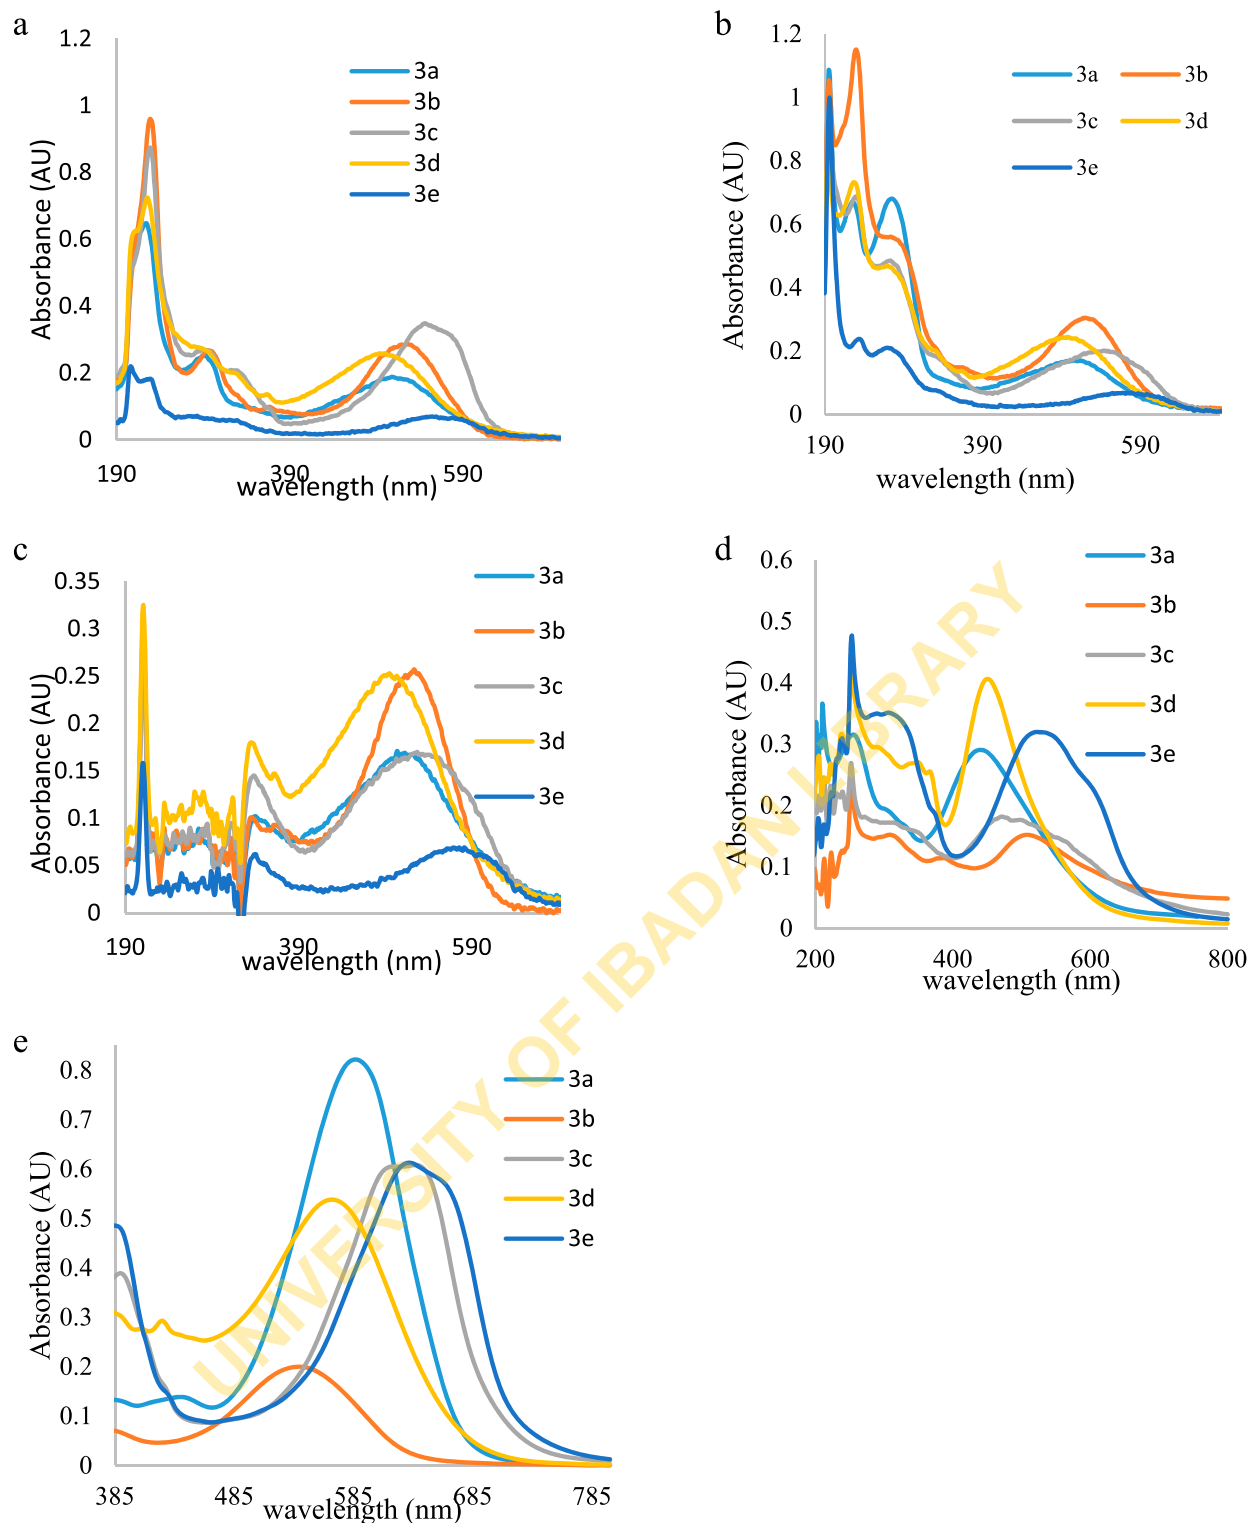 a
1.2
1
0.8
0.6
0.4
0.2
0
Absorbance (AU)
3a
3b
3c
3d
3e
190
390
590
wavelength (nm)
b
1.2
1
0.8
0.6
0.4
0.2
0
Absorbance (AU)
3a 3b
3c 3d
3e
190
390
590
wavelength (nm)
c
0.35
0.3
0.25
0.2
0.15
0.1
0.05
0
Absorbance (AU)
3a
3b
3c
3d
3e
190
390
590
wavelength (nm)
d
0.6
0.5
0.4
0.3
0.2
0.1
0
Absorbance (AU)
3a
3b
3c
3d
3e
200
400
600
800
wavelength (nm)
e
0.8
0.7
0.6
0.5
0.4
0.3
0.2
0.1
0
Absorbance (AU)
3a
3b
3c
3d
3e
385
485
585
685
785
wavelength (nm)
UNIVERSITY OF IBADAN LIBRARY